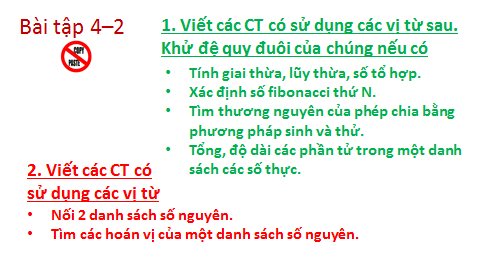 Bài tập 4–2
COPY
PASTE
1. Viết các CT có sử dụng các vị từ sau.
Khử đệ quy đuôi của chúng nếu có
• Tính giai thừa, lũy thừa, số tổ hợp.
• Xác định số fibonacci thứ N.
• Tìm thương nguyên của phép chia bằng
phương pháp sinh và thử.
• Tổng, độ dài các phần tử trong một danh
sách các số thực.
2. Viết các CT có
sử dụng các vị từ
• Nối 2 danh sách số nguyên.
• Tìm các hoán vị của một danh sách số nguyên.